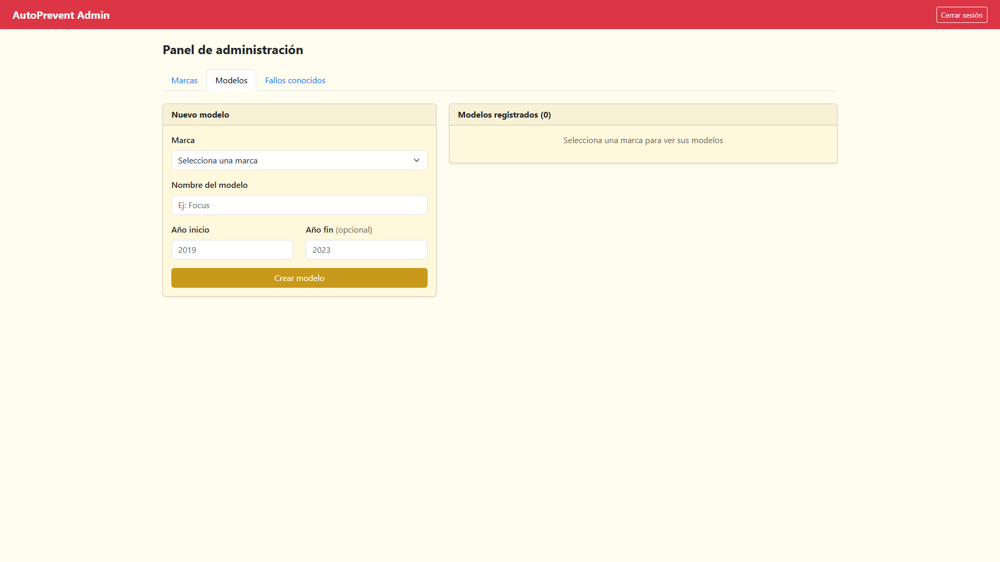 AutoPrevent Admin
Cerrar sesión
Panel de administración
Marcas
Modelos
Fallos conocidos
Nuevo modelo
Marca
Selecciona una marca
Nombre del modelo
Ej: Focus
Año inicio
Año fin (opcional)
2019
2023
Crear modelo
Modelos registrados (0)
Selecciona una marca para ver sus modelos